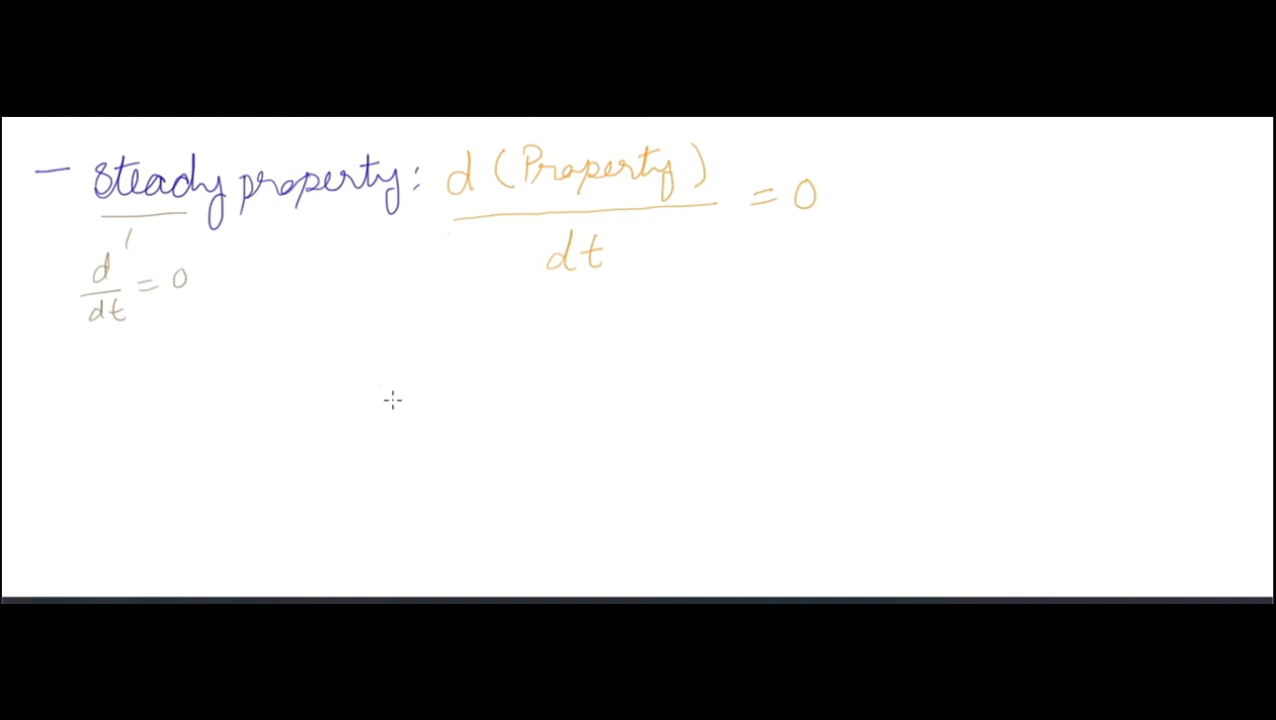 - Steady property: d (Property) / dt = 0
d/dt = 0